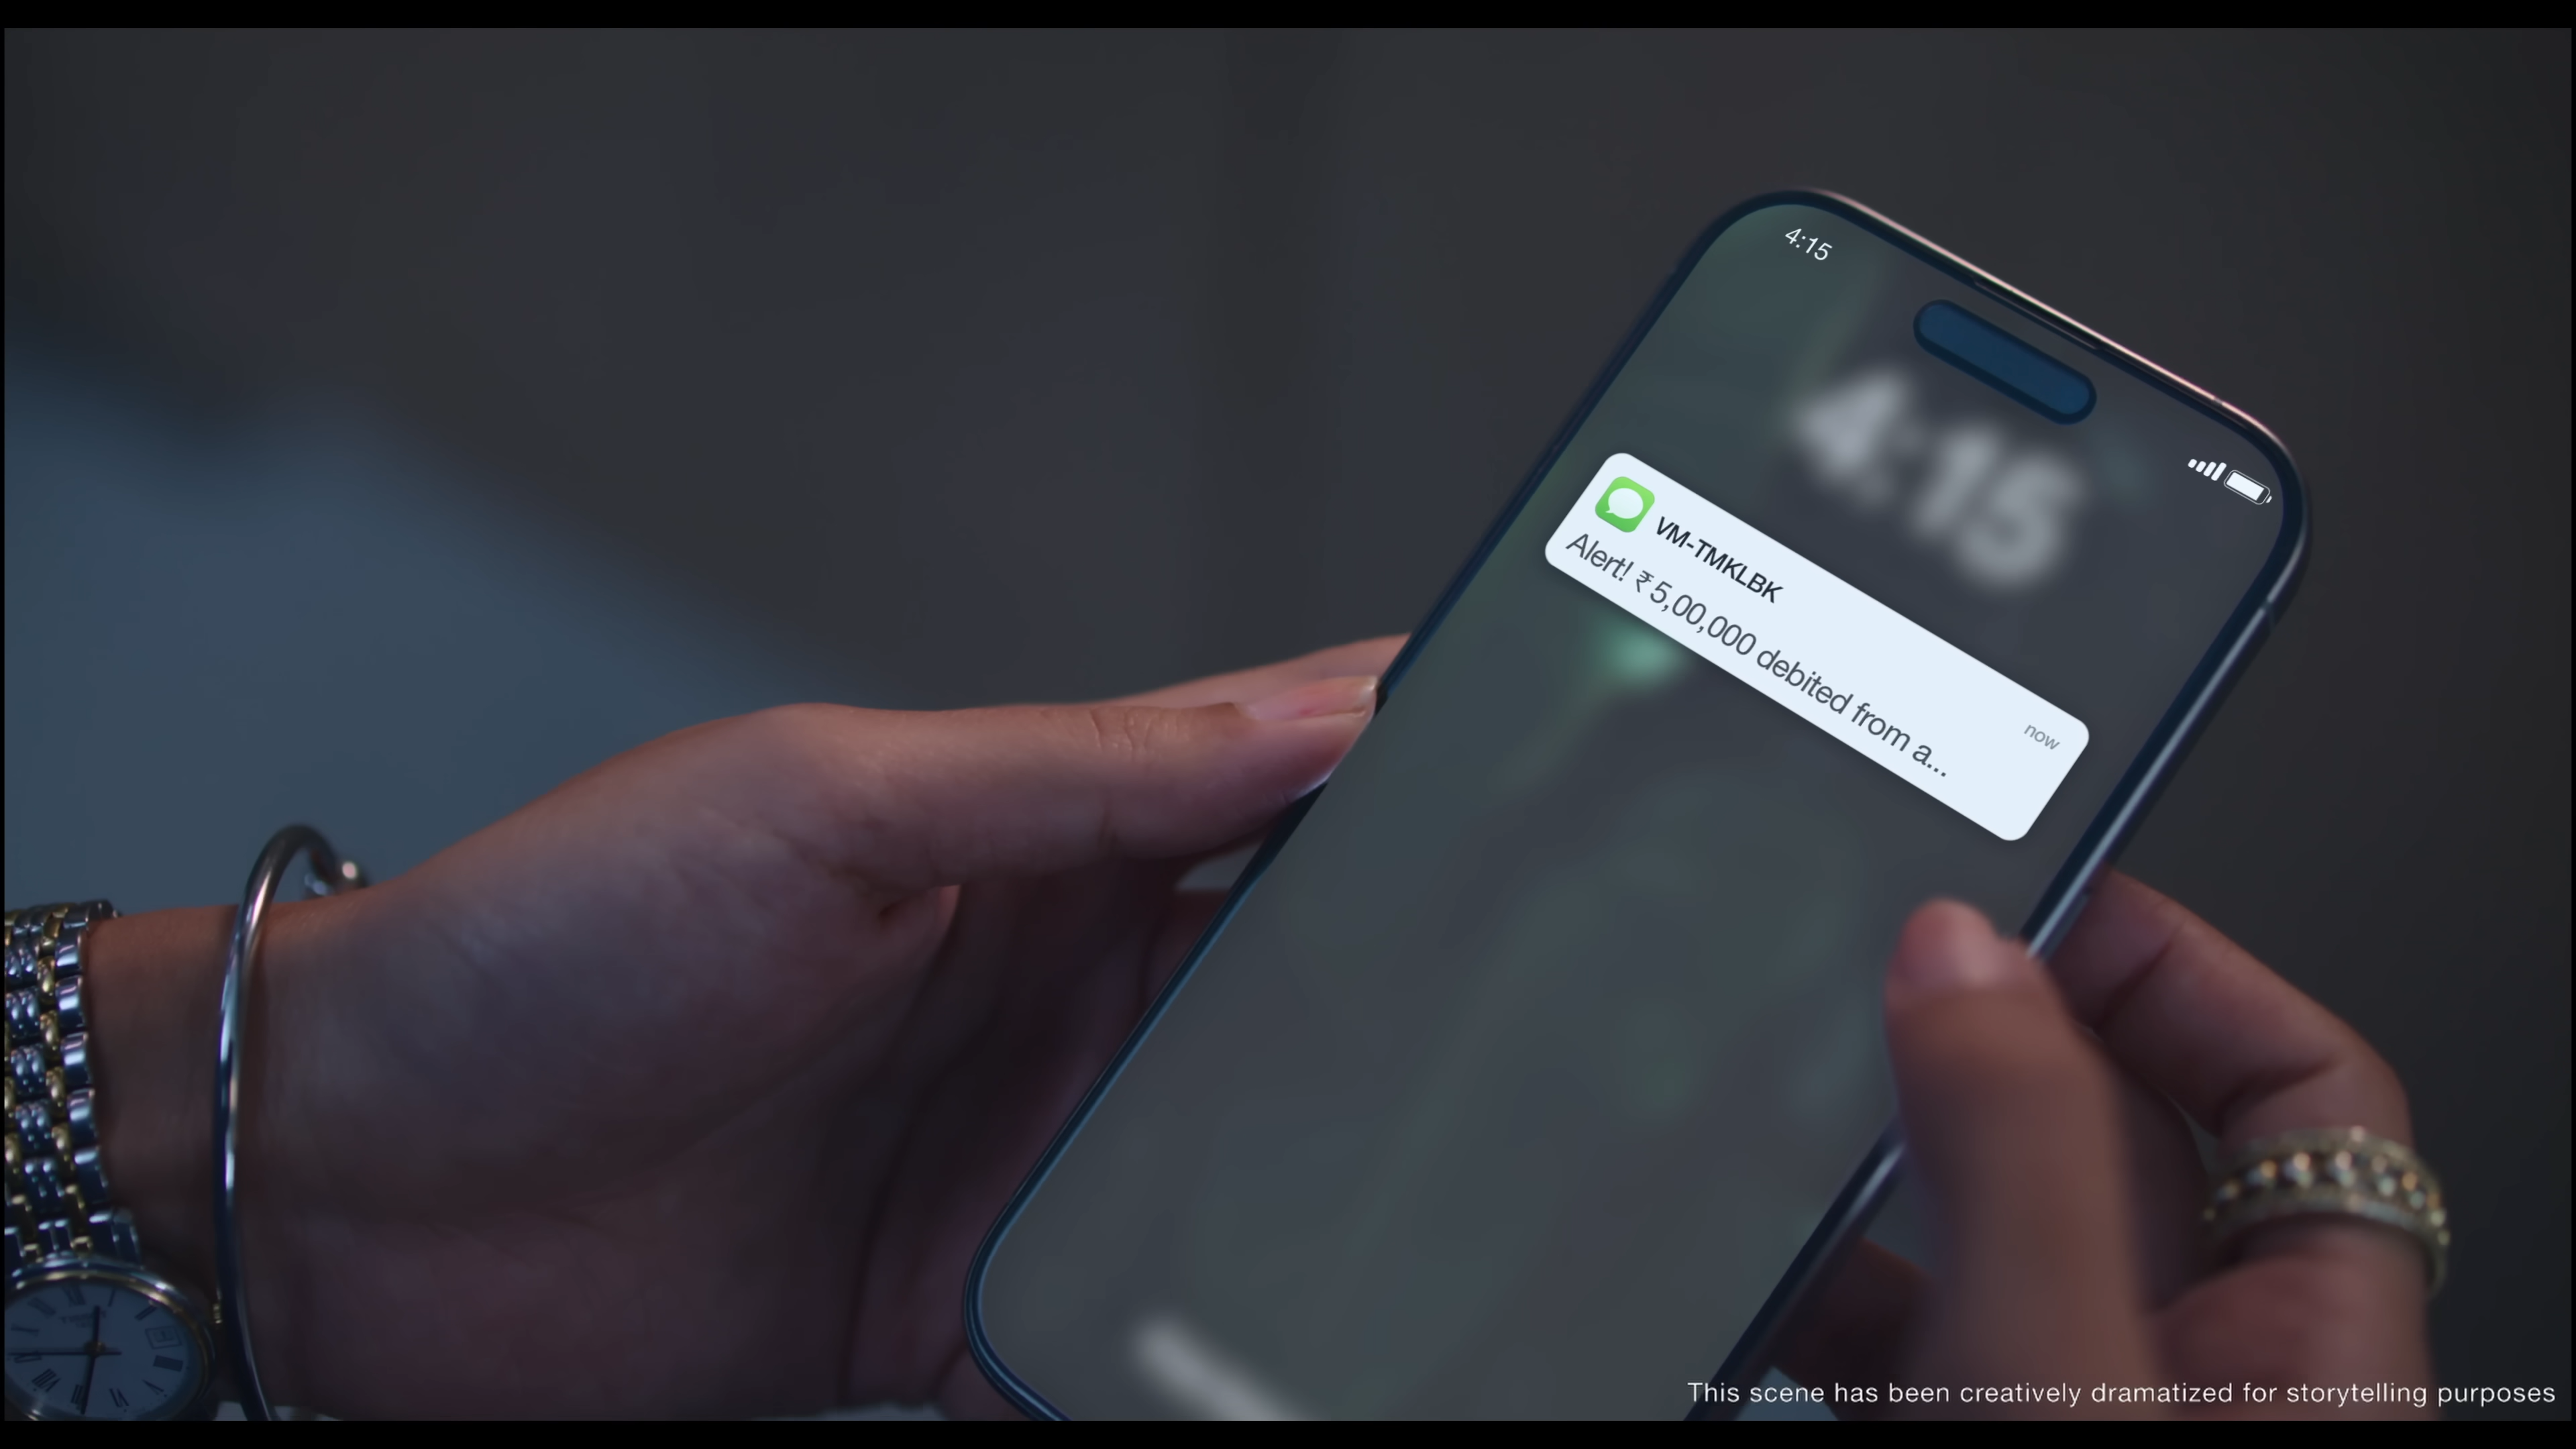 4:15
4:15
VM-TMKLBK
now
Alert! ₹ 5,00,000 debited from a...
This scene has been creatively dramatized for storytelling purposes